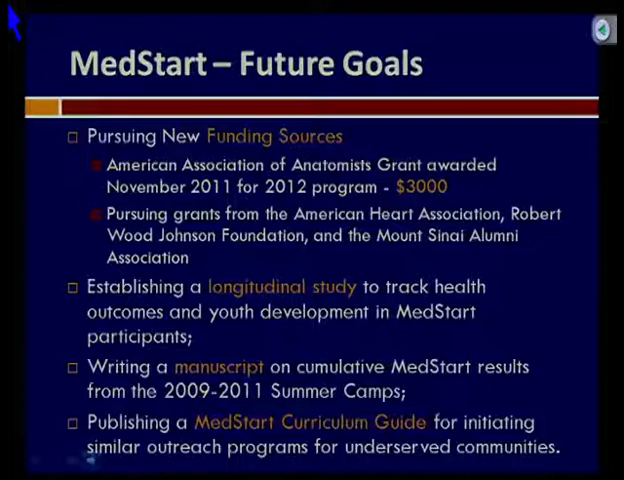 MedStart – Future Goals
Pursuing New Funding Sources
American Association of Anatomists Grant awarded
November 2011 for 2012 program - $3000
Pursuing grants from the American Heart Association, Robert
Wood Johnson Foundation, and the Mount Sinai Alumni
Association
Establishing a longitudinal study to track health
outcomes and youth development in MedStart
participants;
Writing a manuscript on cumulative MedStart results
from the 2009-2011 Summer Camps;
Publishing a MedStart Curriculum Guide for initiating
similar outreach programs for underserved communities.